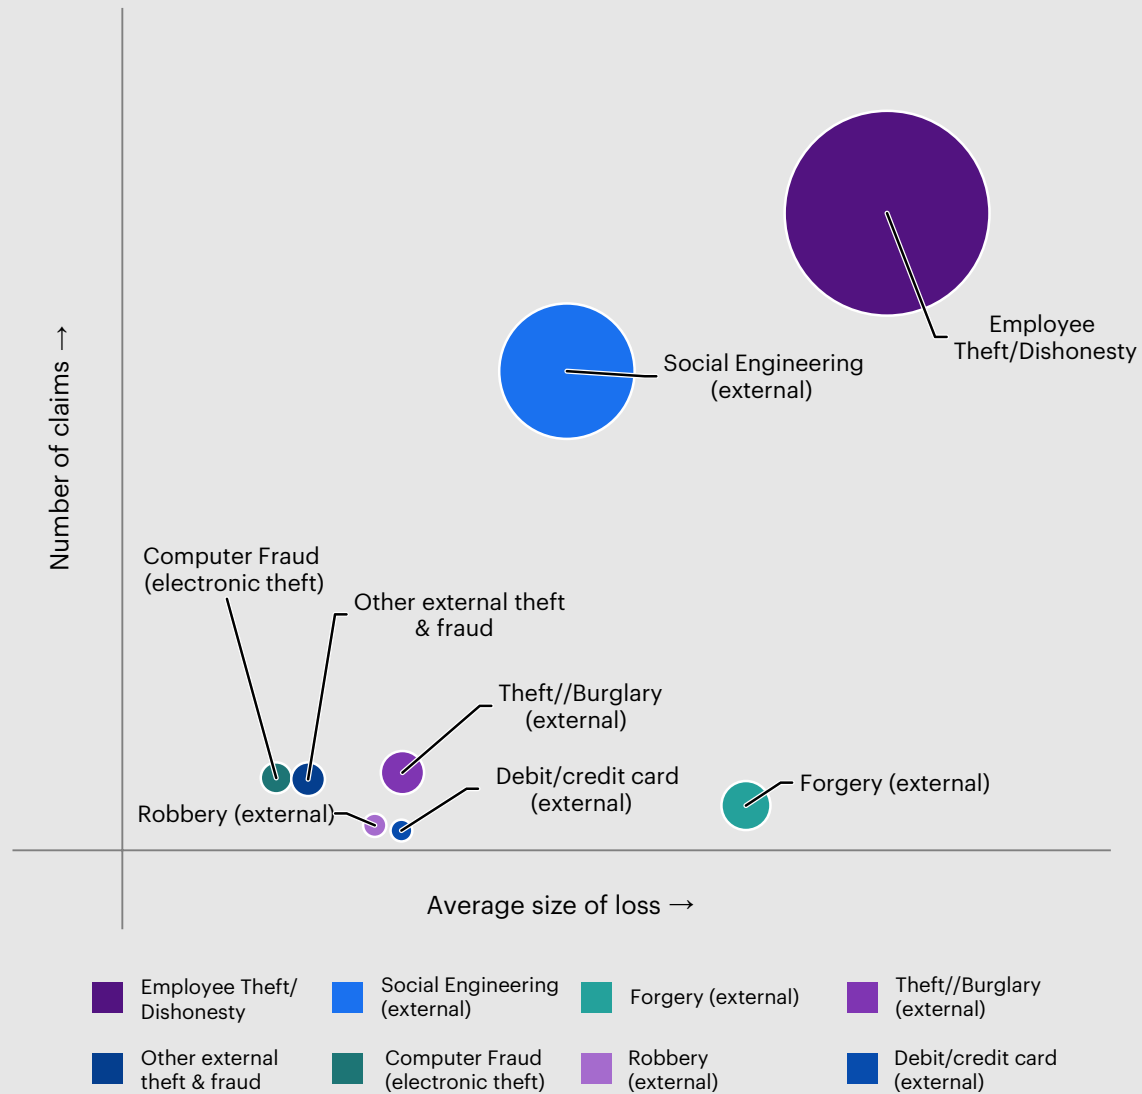 Employee
Theft/Dishonesty
Social Engineering
(external)
Number of claims →
Computer Fraud
(electronic theft)
Other external theft
& fraud
Theft//Burglary
(external)
Debit/credit card
(external)
Forgery (external)
Robbery (external)
Average size of loss →
Employee Theft/
Dishonesty
Social Engineering
(external)
Forgery (external)
Theft//Burglary
(external)
Other external
theft & fraud
Computer Fraud
(electronic theft)
Robbery
(external)
Debit/credit card
(external)